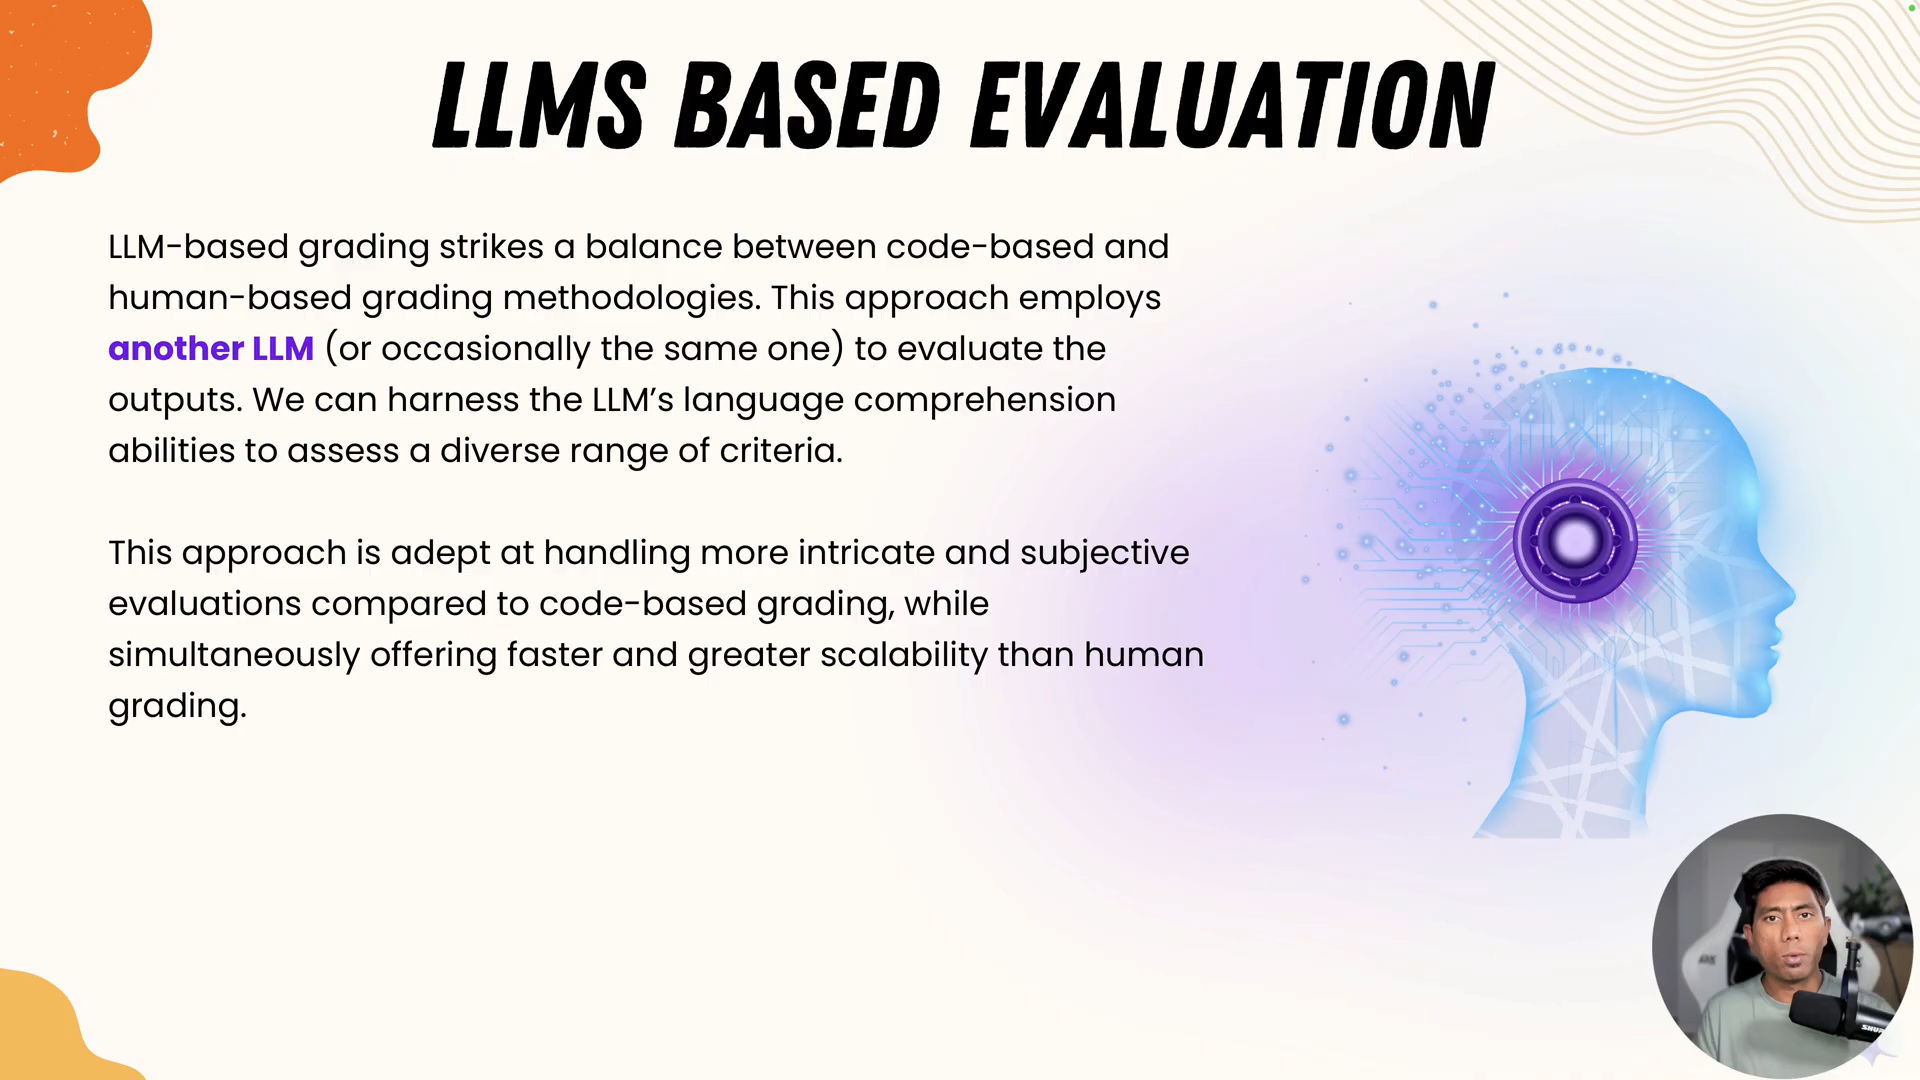 LLMS BASED EVALUATION
LLM-based grading strikes a balance between code-based and
human-based grading methodologies. This approach employs
another LLM (or occasionally the same one) to evaluate the
outputs. We can harness the LLM’s language comprehension
abilities to assess a diverse range of criteria.
This approach is adept at handling more intricate and subjective
evaluations compared to code-based grading, while
simultaneously offering faster and greater scalability than human
grading.